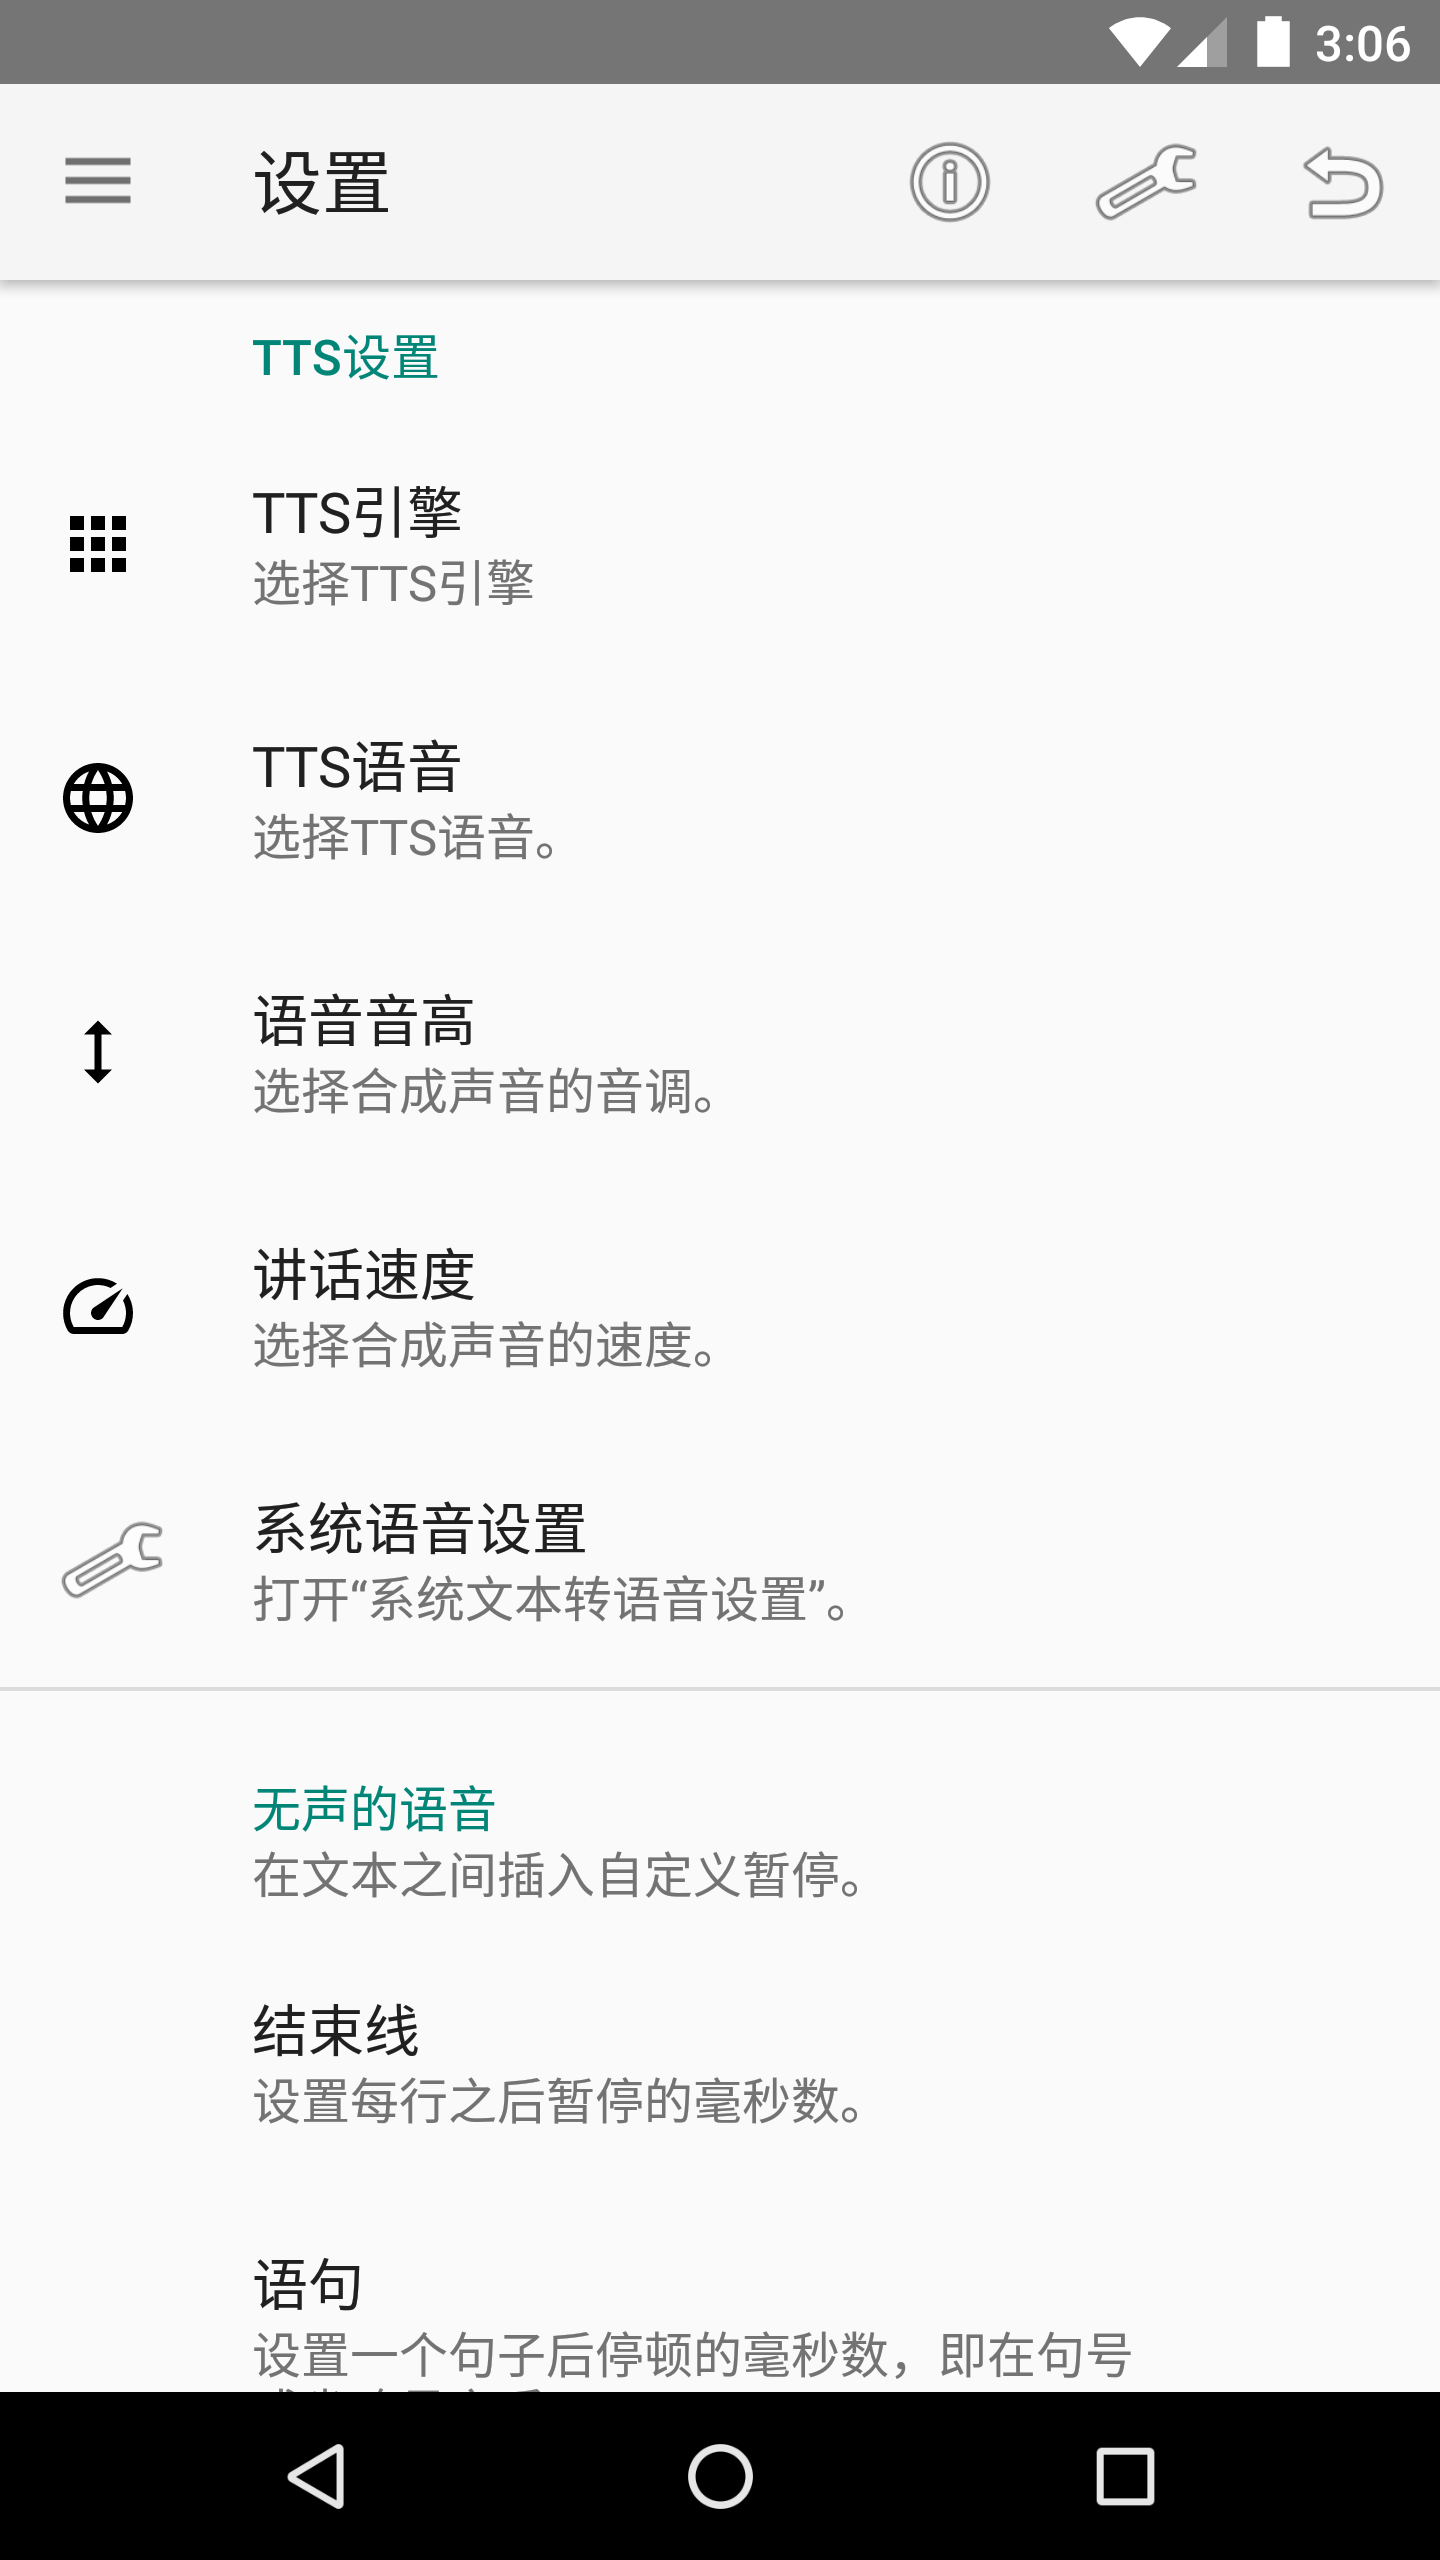 3:06
设置
TTS设置
TTS引擎
选择TTS引擎
TTS语音
选择TTS语音。
语音音高
选择合成声音的音调。
讲话速度
选择合成声音的速度。
系统语音设置
打开“系统文本转语音设置”。
无声的语音
在文本之间插入自定义暂停。
结束线
设置每行之后暂停的毫秒数。
语句
设置一个句子后停顿的毫秒数，即在句号